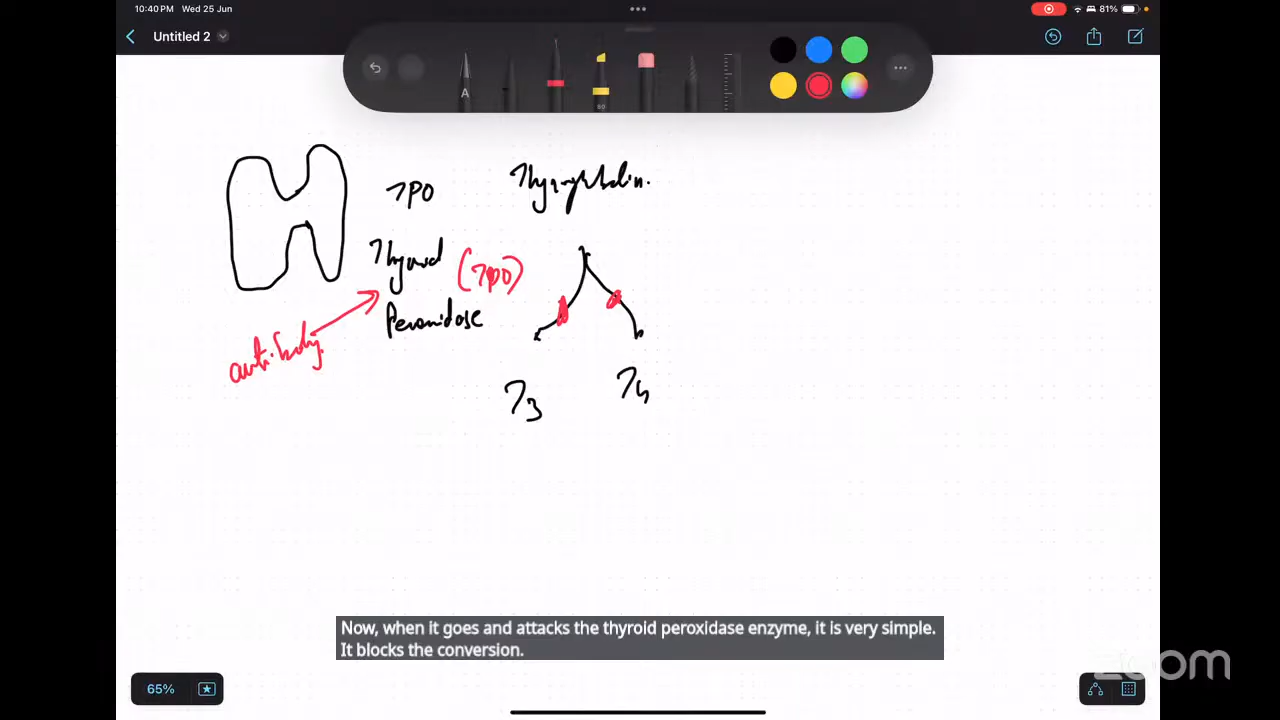 10:40 PM Wed 25 Jun
81%
Untitled 2
A
80
TPO
Thyroglobulin.
Thyroid
(TPO)
Peroxidase
antibody.
T3
T4
Now, when it goes and attacks the thyroid peroxidase enzyme, it is very simple.
It blocks the conversion.
65%
zoom